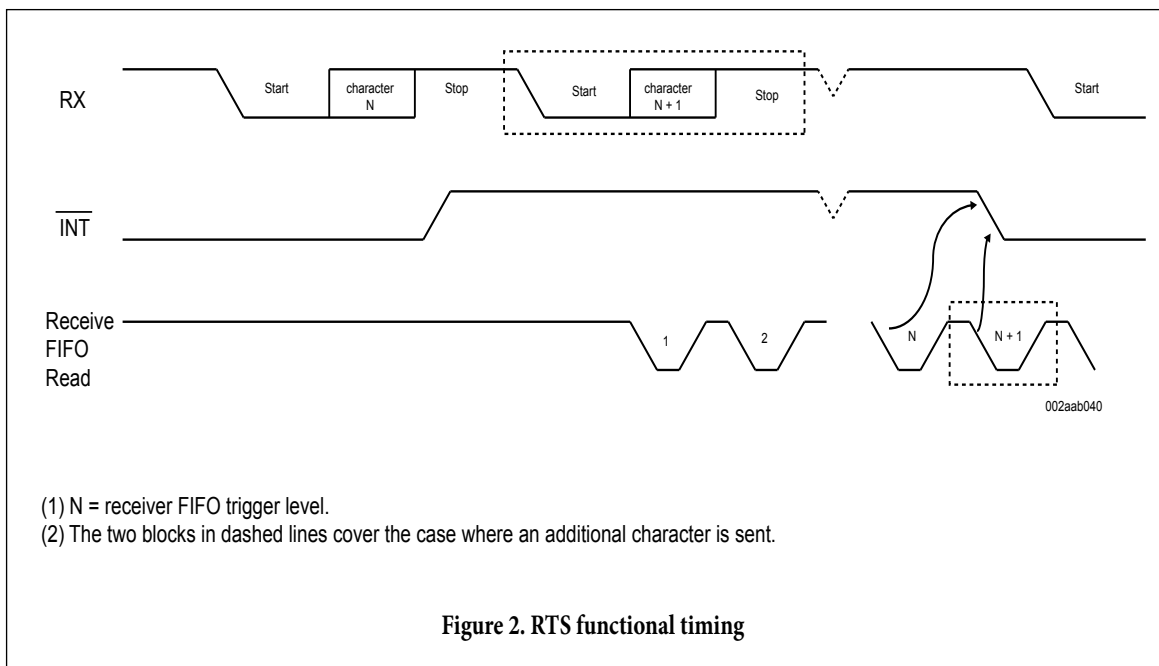 RX
Start
character
N
Stop
Start
character
N + 1
Stop
Start
INT
Receive
FIFO
Read
1
2
N
N + 1
002aab040
(1) N = receiver FIFO trigger level.
(2) The two blocks in dashed lines cover the case where an additional character is sent.
Figure 2. RTS functional timing